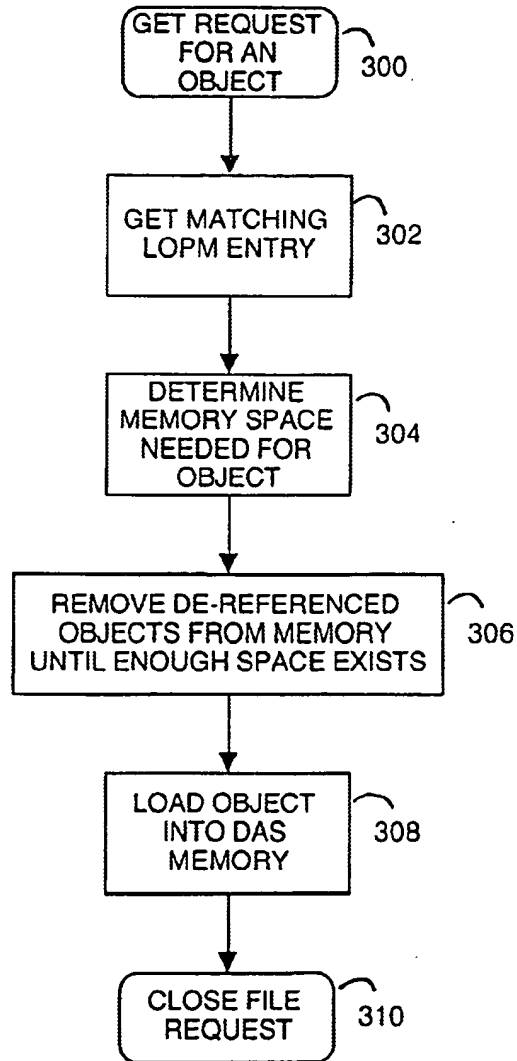 GET REQUEST
FOR AN
OBJECT
300
GET MATCHING
LOPM ENTRY
302
DETERMINE
MEMORY SPACE
NEEDED FOR
OBJECT
304
REMOVE DE-REFERENCED
OBJECTS FROM MEMORY
UNTIL ENOUGH SPACE EXISTS
306
LOAD OBJECT
INTO DAS
MEMORY
308
CLOSE FILE
REQUEST
310